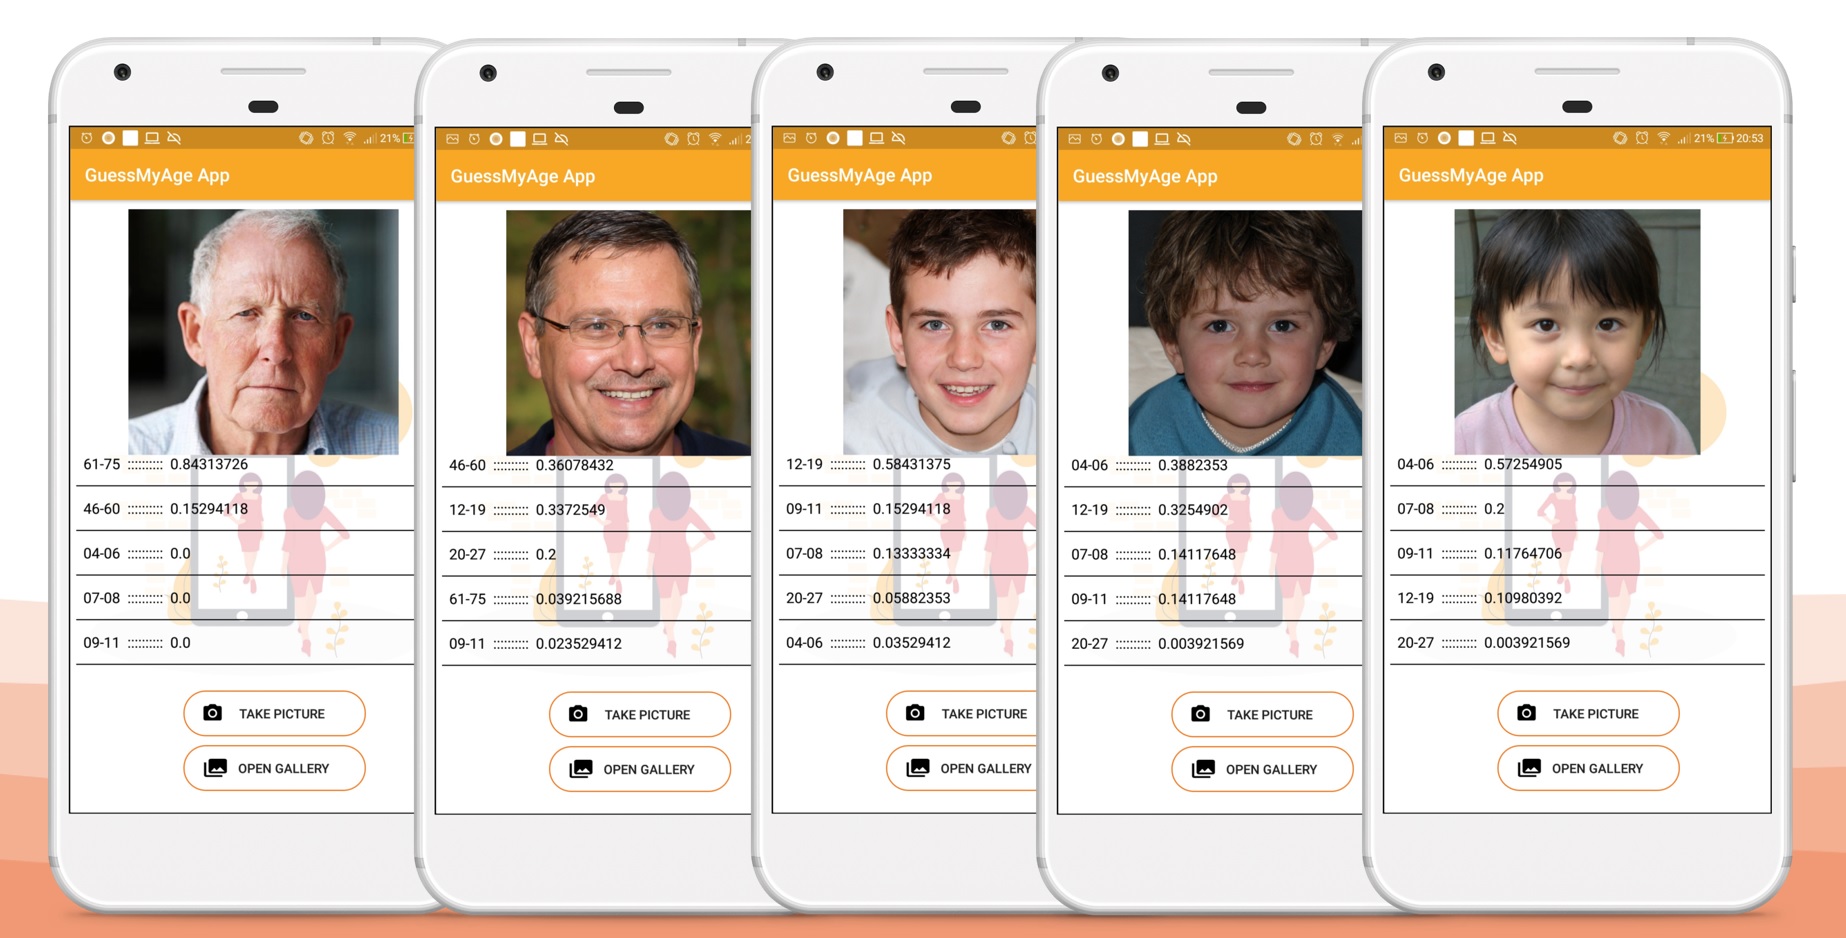 21%
GuessMyAge App
61-75 ::::::::: 0.84313726
46-60 ::::::::: 0.15294118
04-06 ::::::::: 0.0
07-08 ::::::::: 0.0
09-11 ::::::::: 0.0
TAKE PICTURE
OPEN GALLERY
GuessMyAge App
46-60 ::::::::: 0.36078432
12-19 ::::::::: 0.3372549
20-27 ::::::::: 0.2
61-75 ::::::::: 0.039215688
09-11 ::::::::: 0.023529412
TAKE PICTURE
OPEN GALLERY
GuessMyAge App
12-19 ::::::::: 0.58431375
09-11 ::::::::: 0.15294118
07-08 ::::::::: 0.13333334
20-27 ::::::::: 0.05882353
04-06 ::::::::: 0.03529412
TAKE PICTURE
OPEN GALLERY
GuessMyAge App
04-06 ::::::::: 0.3882353
12-19 ::::::::: 0.3254902
07-08 ::::::::: 0.14117648
09-11 ::::::::: 0.14117648
20-27 ::::::::: 0.003921569
TAKE PICTURE
OPEN GALLERY
21% 20:53
GuessMyAge App
04-06 ::::::::: 0.57254905
07-08 ::::::::: 0.2
09-11 ::::::::: 0.11764706
12-19 ::::::::: 0.10980392
20-27 ::::::::: 0.003921569
TAKE PICTURE
OPEN GALLERY